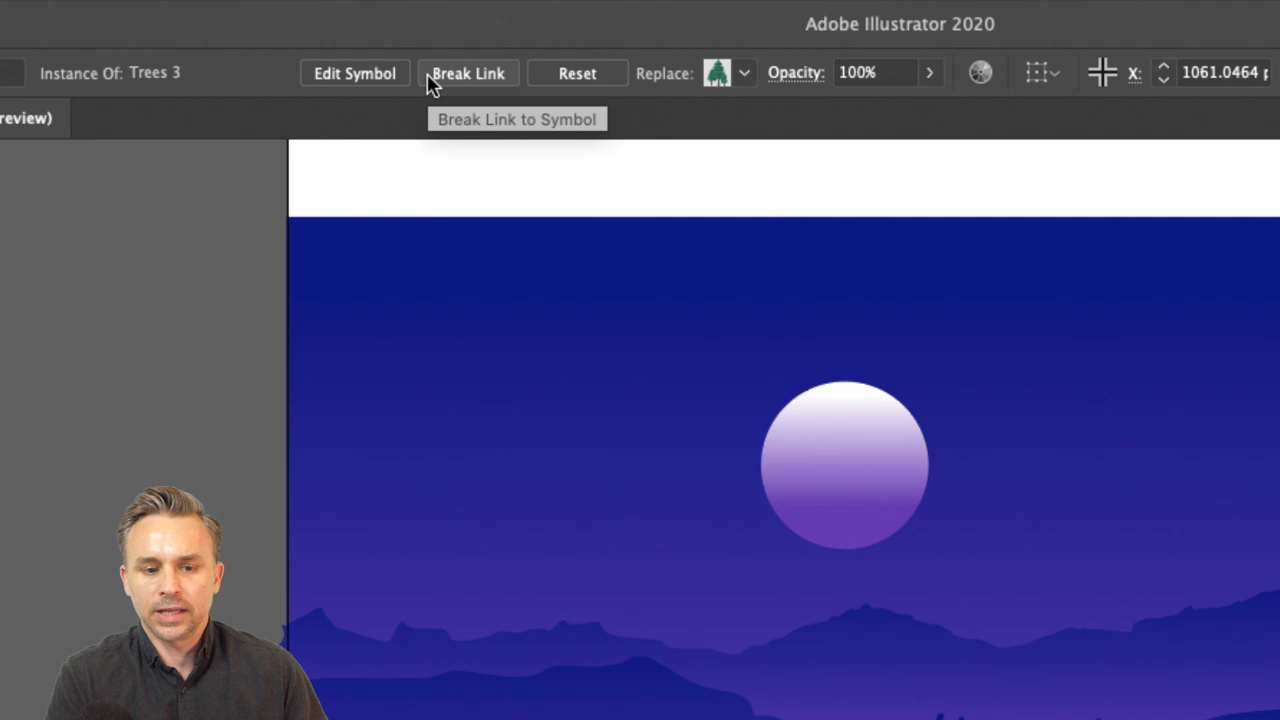 Adobe Illustrator 2020
Instance Of: Trees 3 Edit Symbol Break Link Reset Replace: Opacity: 100% X: 1061.0464
review) Break Link to Symbol